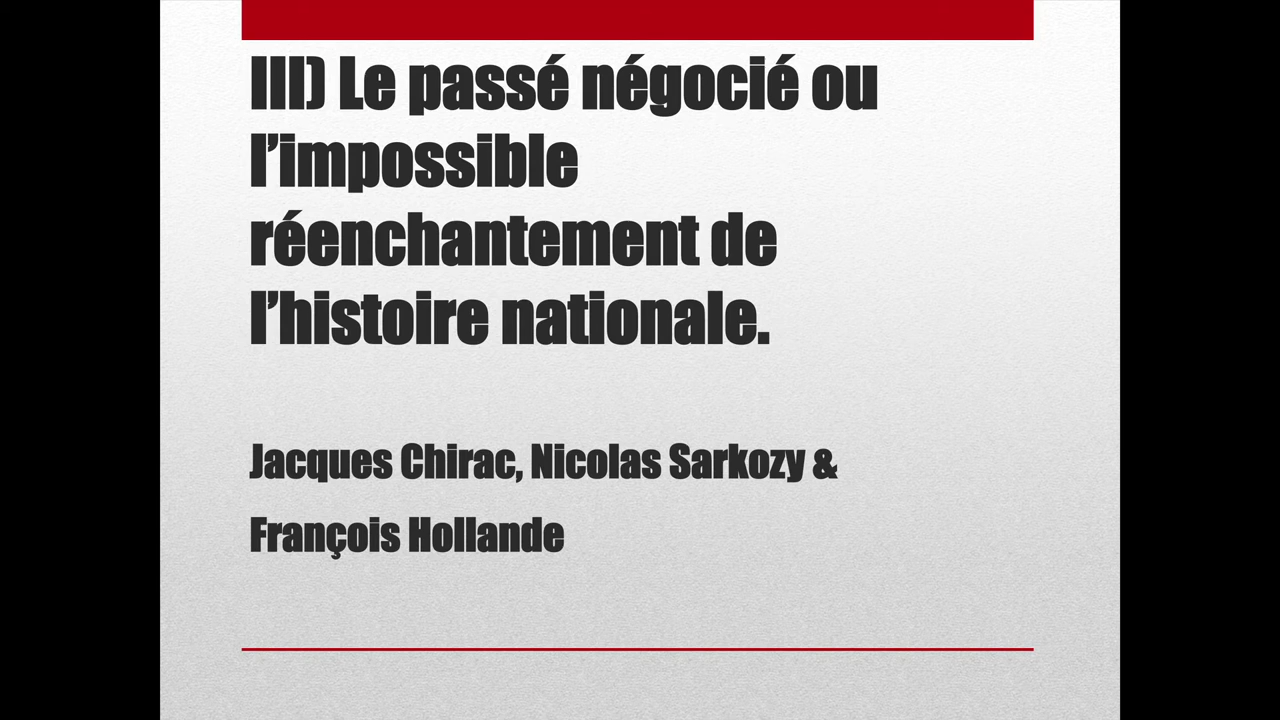 III) Le passé négocié ou
l’impossible
réenchantement de
l’histoire nationale.
Jacques Chirac, Nicolas Sarkozy &
François Hollande